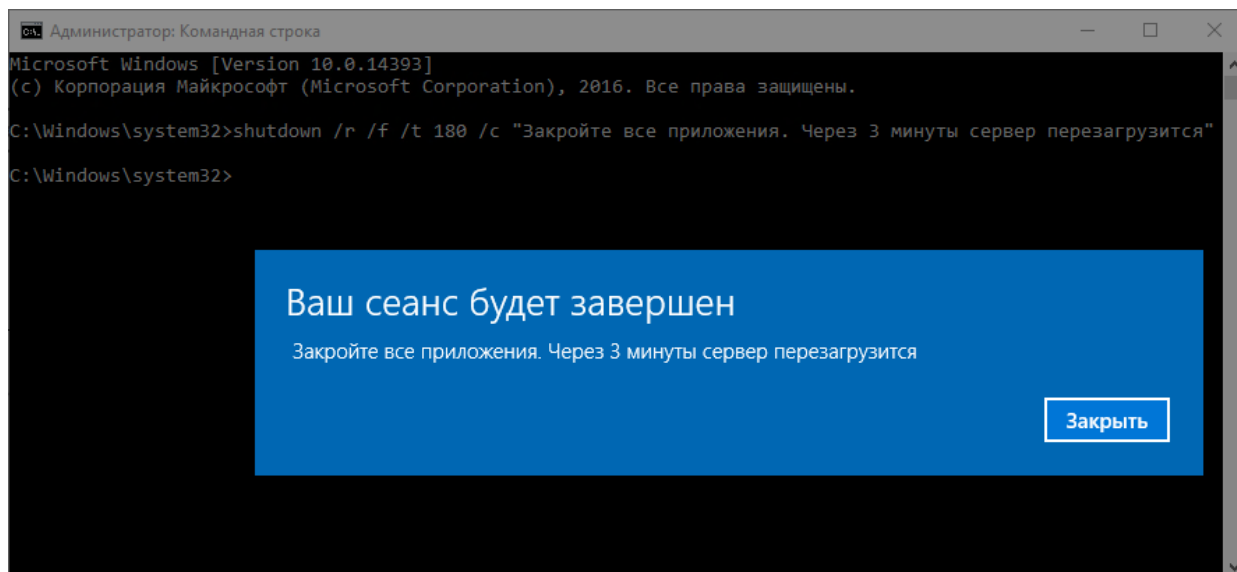 Администратор: Командная строка
Microsoft Windows [Version 10.0.14393]
(c) Корпорация Майкрософт (Microsoft Corporation), 2016. Все права защищены.
C:\Windows\system32>shutdown /r /f /t 180 /c "Закройте все приложения. Через 3 минуты сервер перезагрузится"
C:\Windows\system32>
Ваш сеанс будет завершен
Закройте все приложения. Через 3 минуты сервер перезагрузится
Закрыть